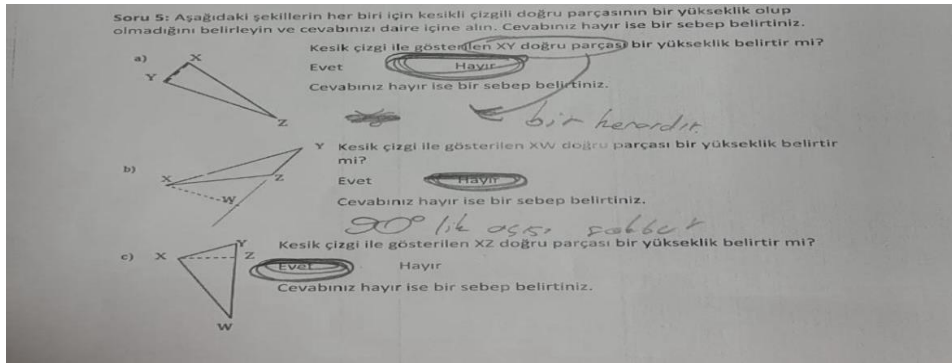 Soru 5: Aşağıdaki şekillerin her biri için kesikli çizgili doğru parçasının bir yükseklik olup
olmadığını belirleyin ve cevabınızı daire içine alın. Cevabınız hayır ise bir sebep belirtiniz.
Kesik çizgi ile gösterilen XY doğru parçası bir yükseklik belirtir mi?
a) X Y Z
Evet Hayır
Cevabınız hayır ise bir sebep belirtiniz.
bir kenardır.
Kesik çizgi ile gösterilen XW doğru parçası bir yükseklik belirtir
mi?
b) X Y Z W
Evet Hayır
Cevabınız hayır ise bir sebep belirtiniz.
90° lik açısı
Kesik çizgi ile gösterilen XZ doğru parçası bir yükseklik belirtir mi?
c) X Y Z W
Evet Hayır
Cevabınız hayır ise bir sebep belirtiniz.